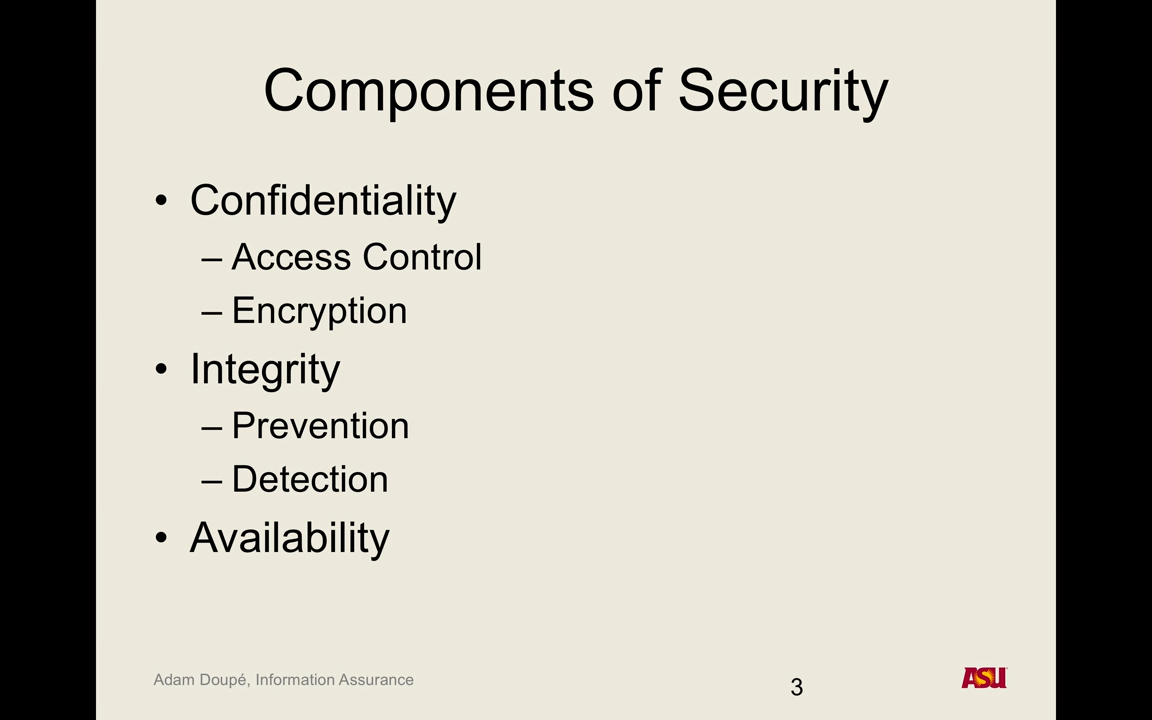 Components of Security
• Confidentiality
– Access Control
– Encryption
• Integrity
– Prevention
– Detection
• Availability
Adam Doupé, Information Assurance
3
ASU